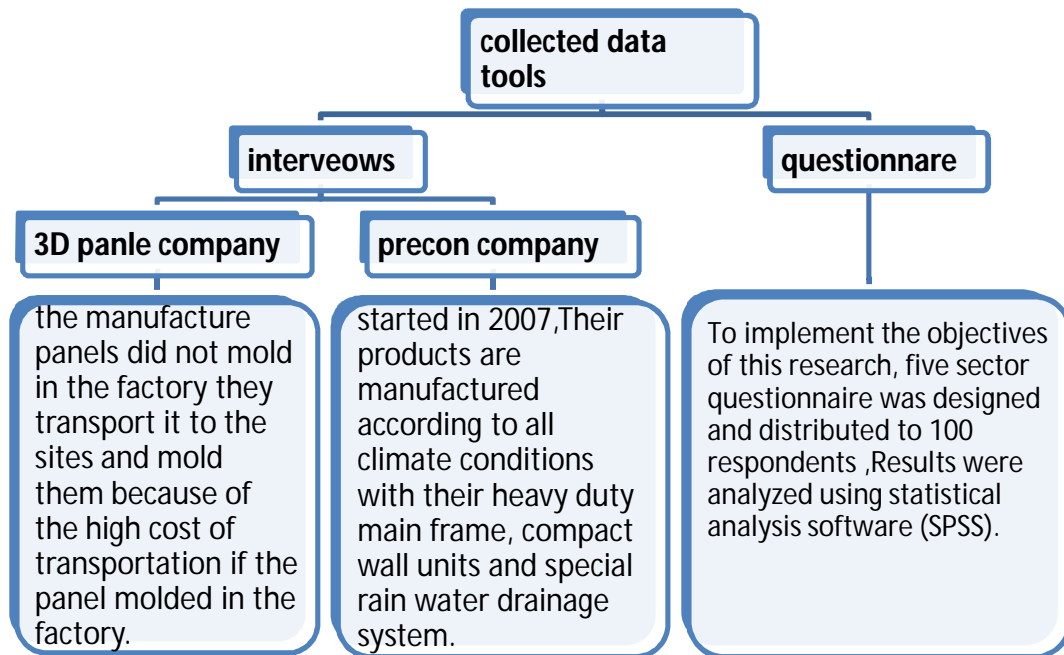 collected data
tools
interveows
questionnare
3D panle company
precon company
the manufacture
panels did not mold
in the factory they
transport it to the
sites and mold
them because of
the high cost of
transportation if the
panel molded in the
factory.
started in 2007,Their
products are
manufactured
according to all
climate conditions
with their heavy duty
main frame, compact
wall units and special
rain water drainage
system.
To implement the objectives
of this research, five sector
questionnaire was designed
and distributed to 100
respondents ,Results were
analyzed using statistical
analysis software (SPSS).